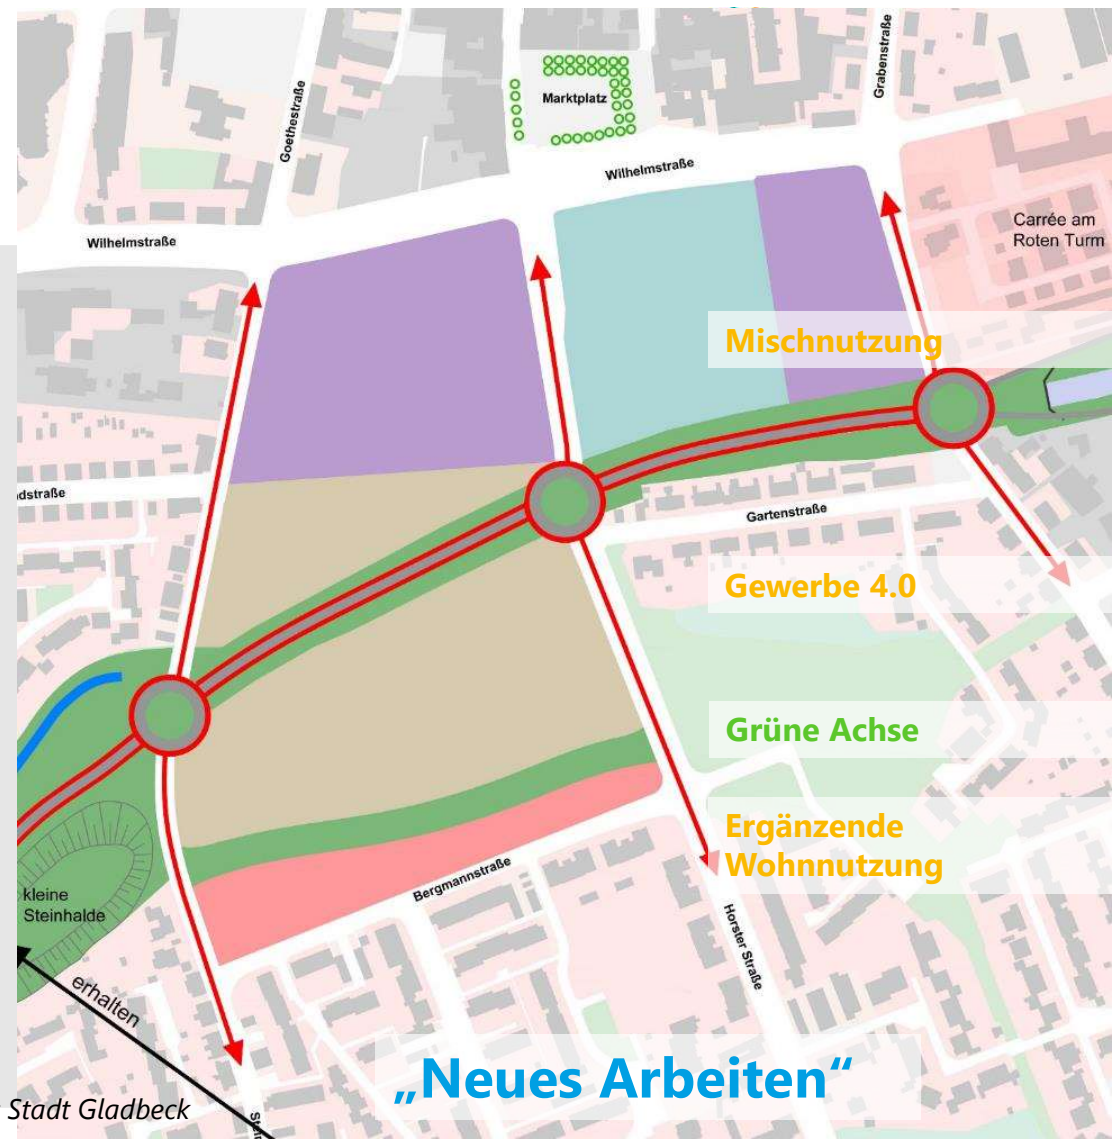 Marktplatz
Grabenstraße
Goethestraße
Wilhelmstraße
Wilhelmstraße
Carrée am
Roten Turm
Mischnutzung
Gartenstraße
Gewerbe 4.0
Grüne Achse
Ergänzende
Wohnnutzung
Bergmannstraße
kleine
Steinhalde
Horster Straße
erhalten
„Neues Arbeiten“
Stadt Gladbeck